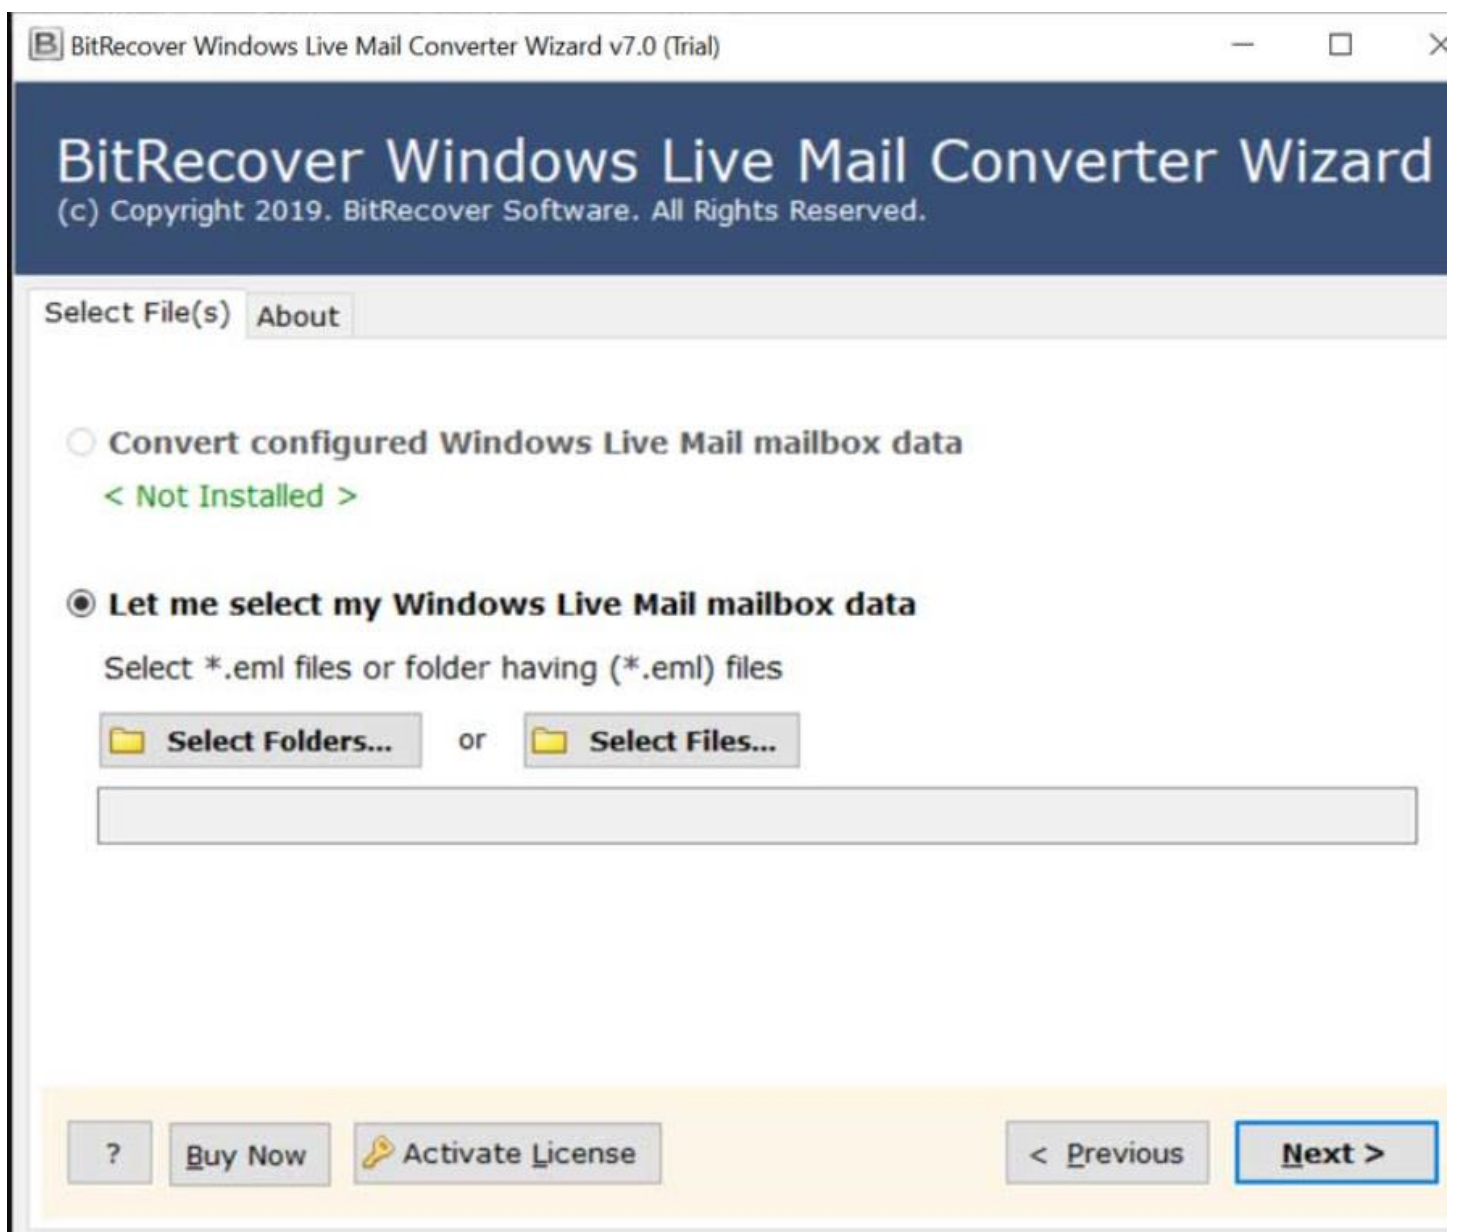 BitRecover Windows Live Mail Converter Wizard v7.0 (Trial)
BitRecover Windows Live Mail Converter Wizard
(c) Copyright 2019. BitRecover Software. All Rights Reserved.
Select File(s) About
Convert configured Windows Live Mail mailbox data
< Not Installed >
Let me select my Windows Live Mail mailbox data
Select *.eml files or folder having (*.eml) files
Select Folders... or Select Files...
? Buy Now Activate License < Previous Next >